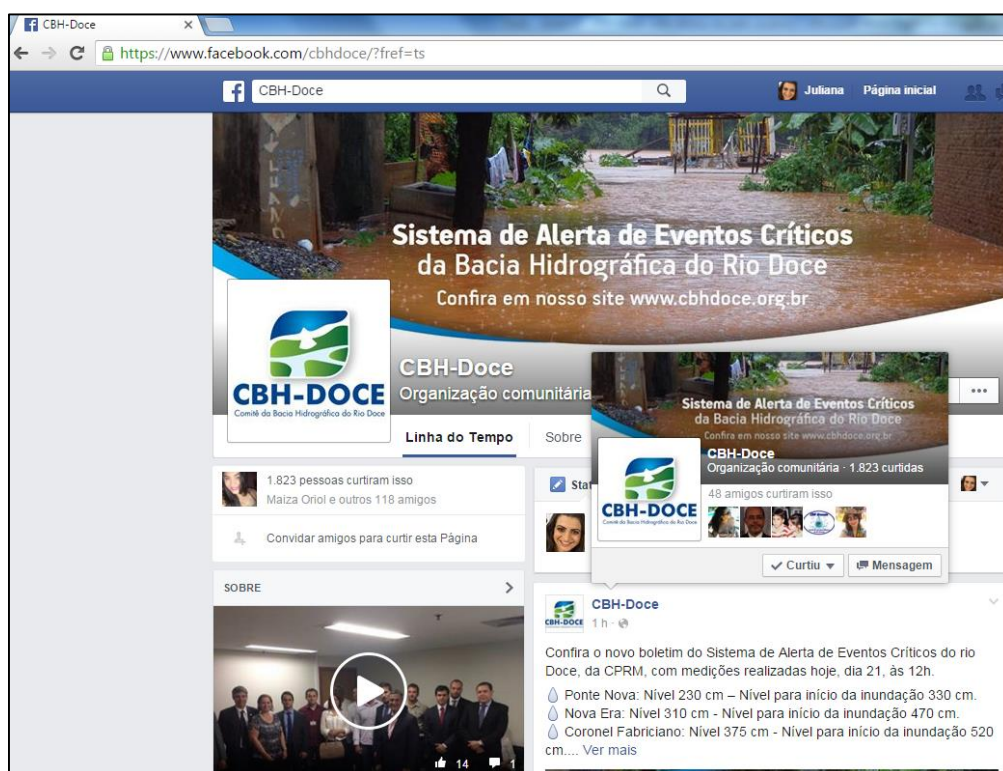 CBH-Doce
https://www.facebook.com/cbhdoce/?fref=ts
CBH-Doce
Juliana Página inicial
LUANA
Sistema de Alerta de Eventos Críticos
da Bacia Hidrográfica do Rio Doce
Confira em nosso site www.cbhdoce.org.br
CBH-DOCE
Comitê da Bacia Hidrográfica do Rio Doce
CBH-Doce
Organização comunitária
Linha do Tempo Sobre
Sistema de Alerta de Eventos Críticos
da Bacia Hidrográfica do Rio Doce
Confira em nosso site www.cbhdoce.org.br
CBH-DOCE
Comitê da Bacia Hidrográfica do Rio Doce
CBH-Doce
Organização comunitária · 1.823 curtidas
48 amigos curtiram isso
Curtiu Mensagem
1.823 pessoas curtiram isso
Maiza Oriol e outros 118 amigos
Convidar amigos para curtir esta Página
Stat
SOBRE
14 1
CBH-DOCE
CBH-Doce
1 h ·
Confira o novo boletim do Sistema de Alerta de Eventos Críticos do rio
Doce, da CPRM, com medições realizadas hoje, dia 21, às 12h.
Ponte Nova: Nível 230 cm – Nível para início da inundação 330 cm.
Nova Era: Nível 310 cm - Nível para início da inundação 470 cm.
Coronel Fabriciano: Nível 375 cm - Nível para início da inundação 520
cm.... Ver mais